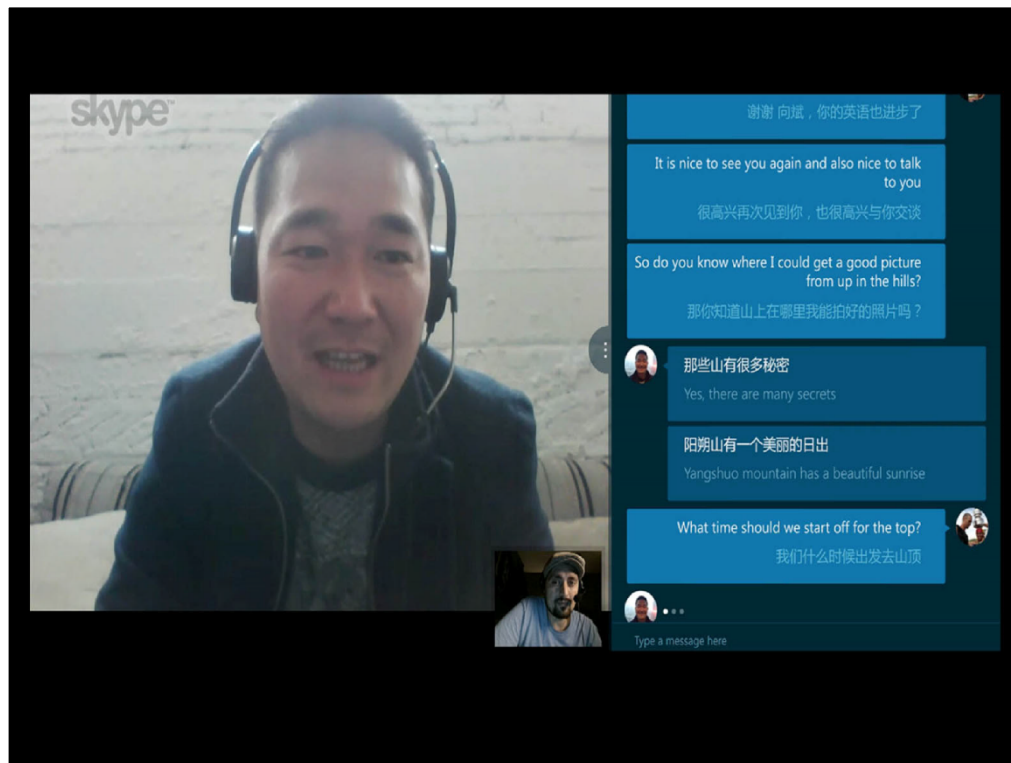 skype™
谢谢 向斌，你的英语也进步了
It is nice to see you again and also nice to talk
to you
很高兴再次见到你，也很高兴与你交谈
So do you know where I could get a good picture
from up in the hills?
那你知道山上在哪里我能拍好的照片吗？
那些山有很多秘密
Yes, there are many secrets
阳朔山有一个美丽的日出
Yangshuo mountain has a beautiful sunrise
What time should we start off for the top?
我们什么时候出发去山顶
Type a message here